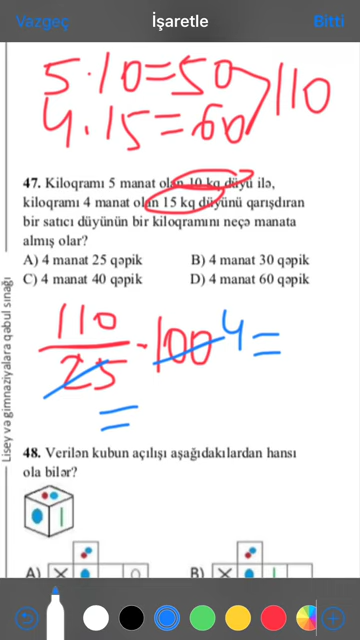 Vazgeç İşaretle Bitti
5·10=50
4.15=60
110
47. Kiloqramı 5 manat olan 10 kq düyü ilə,
kiloqramı 4 manat olan 15 kq düyünü qarışdıran
bir satıcı düyünün bir kiloqramını neçə manata
almış olar?
A) 4 manat 25 qəpik B) 4 manat 30 qəpik
C) 4 manat 40 qəpik D) 4 manat 60 qəpik
110
25
·100 4 =
=
Lisey və gimnaziyalara qəbul sınağı
48. Verilən kubun açılışı aşağıdakılardan hansı
ola bilər?
A) B)